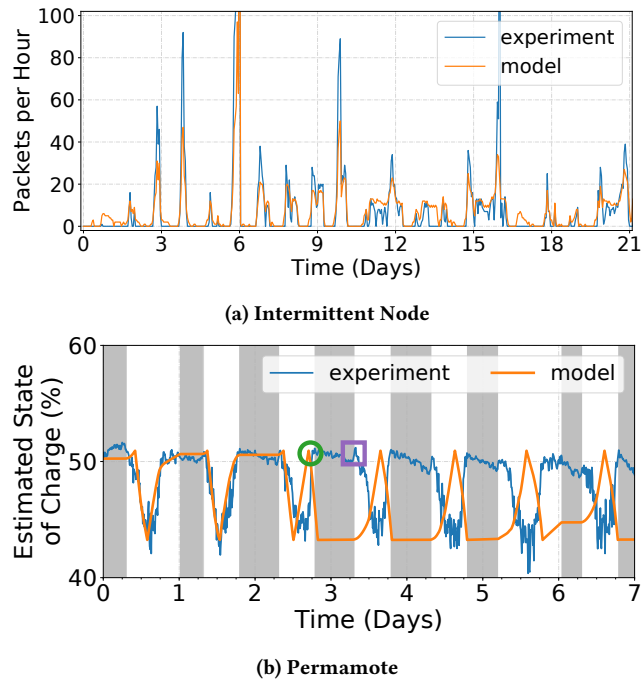 100
80
60
40
20
0
Packets per Hour
experiment
model
0 3 6 9 12 15 18 21
Time (Days)
(a) Intermittent Node
60
50
40
Estimated State
of Charge (%)
experiment model
0 1 2 3 4 5 6 7
Time (Days)
(b) Permamote